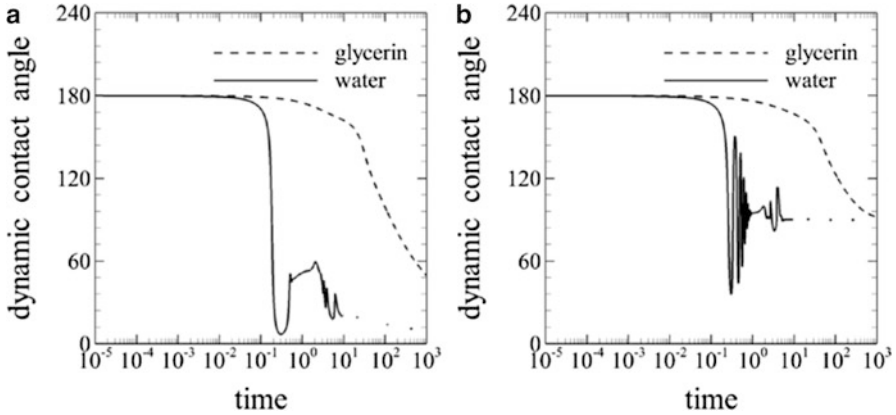 a
240
180
120
60
0
dynamic contact angle
glycerin
water
10-5 10-4 10-3 10-2 10-1 100 101 102 103
time
b
240
180
120
60
0
dynamic contact angle
glycerin
water
10-5 10-4 10-3 10-2 10-1 100 101 102 103
time